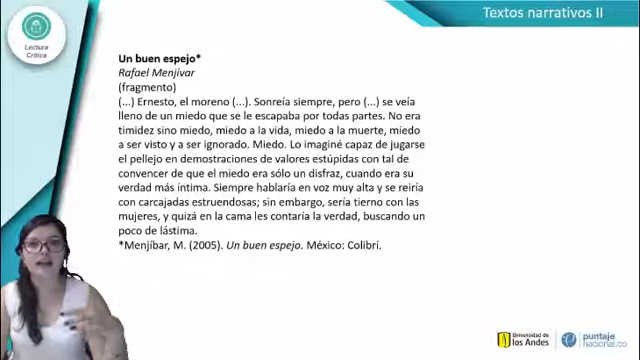 Textos narrativos II
Lectura
Crítica
Un buen espejo*
Rafael Menjívar
(fragmento)
(...) Ernesto, el moreno (...). Sonreía siempre, pero (...) se veía
lleno de un miedo que se le escapaba por todas partes. No era
timidez sino miedo, miedo a la vida, miedo a la muerte, miedo
a ser visto y a ser ignorado. Miedo. Lo imaginé capaz de jugarse
el pellejo en demostraciones de valores estúpidas con tal de
convencer de que el miedo era sólo un disfraz, cuando era su
verdad más íntima. Siempre hablaría en voz muy alta y se reiría
con carcajadas estruendosas; sin embargo, sería tierno con las
mujeres, y quizá en la cama les contaría la verdad, buscando un
poco de lástima.
*Menjíbar, M. (2005). Un buen espejo. México: Colibrí.
Universidad de
los Andes
puntaje
nacional.co